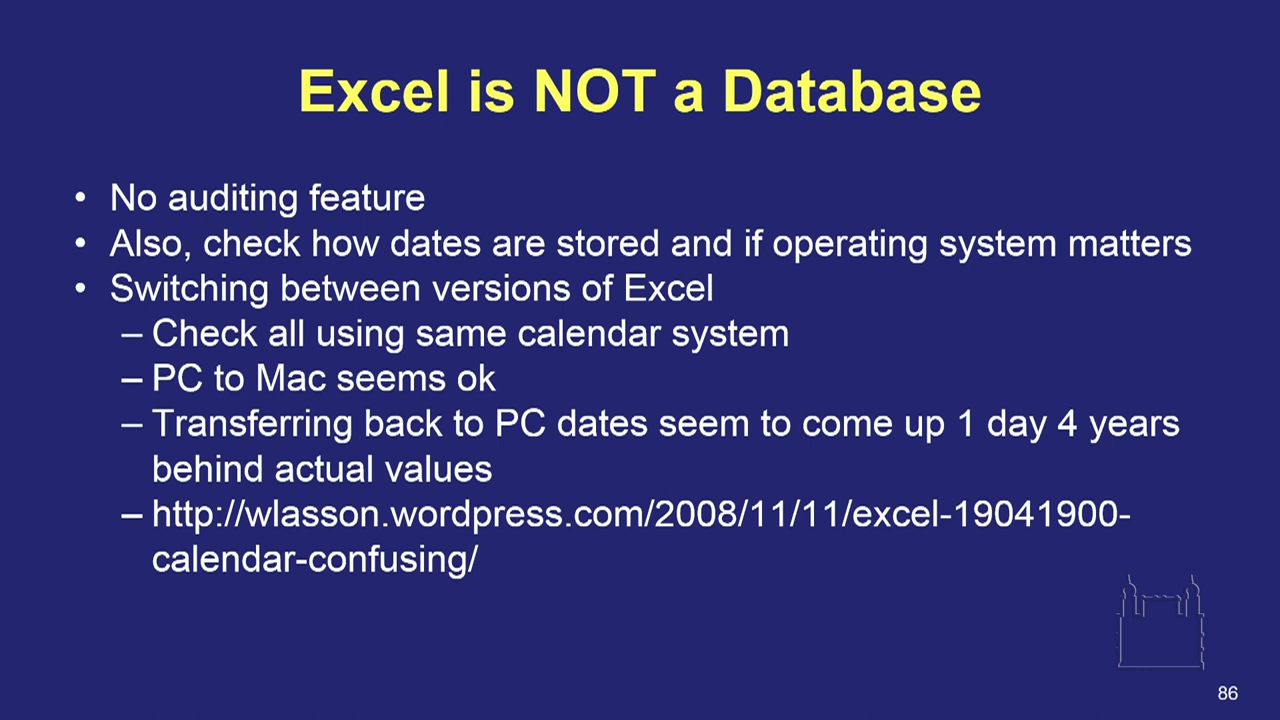 Excel is NOT a Database
• No auditing feature
• Also, check how dates are stored and if operating system matters
• Switching between versions of Excel
– Check all using same calendar system
– PC to Mac seems ok
– Transferring back to PC dates seem to come up 1 day 4 years
behind actual values
– http://wlasson.wordpress.com/2008/11/11/excel-19041900-
calendar-confusing/
86